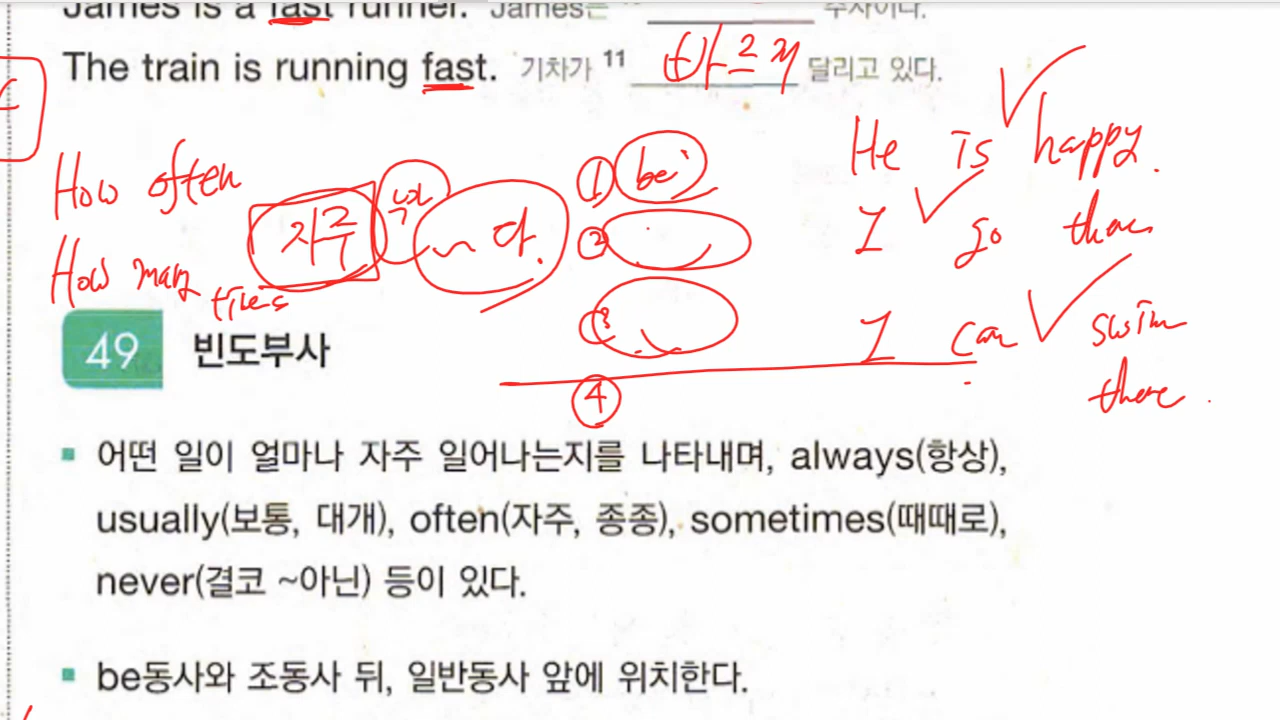 James is a fast runner. James는 주자이다.
The train is running fast. 기차가 11 빠르게 달리고 있다.
How often
자주
~다.
① be
②
③
④
How many times
He is happy.
I go there
I can swim
there.
49 빈도부사
어떤 일이 얼마나 자주 일어나는지를 나타내며, always(항상),
usually(보통, 대개), often(자주, 종종), sometimes(때때로),
never(결코 ~아닌) 등이 있다.
be동사와 조동사 뒤, 일반동사 앞에 위치한다.